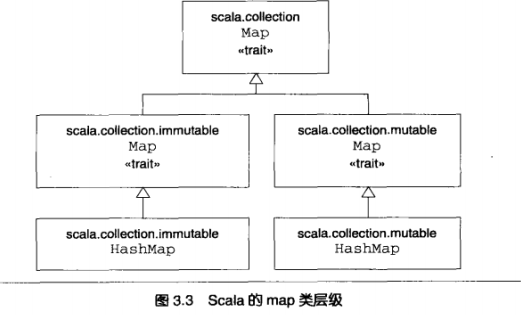 scala.collection
Map
«trait»
scala.collection.immutable
Map
«trait»
scala.collection.mutable
Map
«trait»
scala.collection.immutable
HashMap
scala.collection.mutable
HashMap
图 3.3 Scala 的 map 类层级